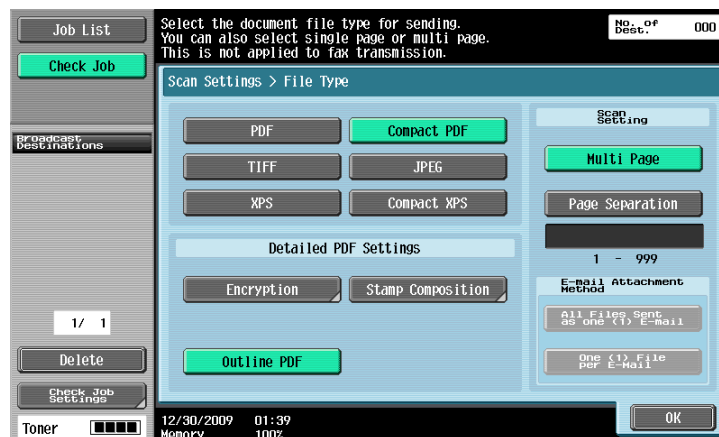 Job List
Check Job
Broadcast
Destinations
1/ 1
Delete
Check Job
Settings
Toner
Select the document file type for sending.
You can also select single page or multi page.
This is not applied to fax transmission.
No. of
Dest.
000
Scan Settings > File Type
PDF
Compact PDF
TIFF
JPEG
XPS
Compact XPS
Detailed PDF Settings
Encryption
Stamp Composition
Outline PDF
Scan
Setting
Multi Page
Page Separation
1 - 999
E-mail Attachment
Method
All Files Sent
as one (1) E-mail
One (1) File
per E-Mail
12/30/2009 01:39
Memory 100%
OK